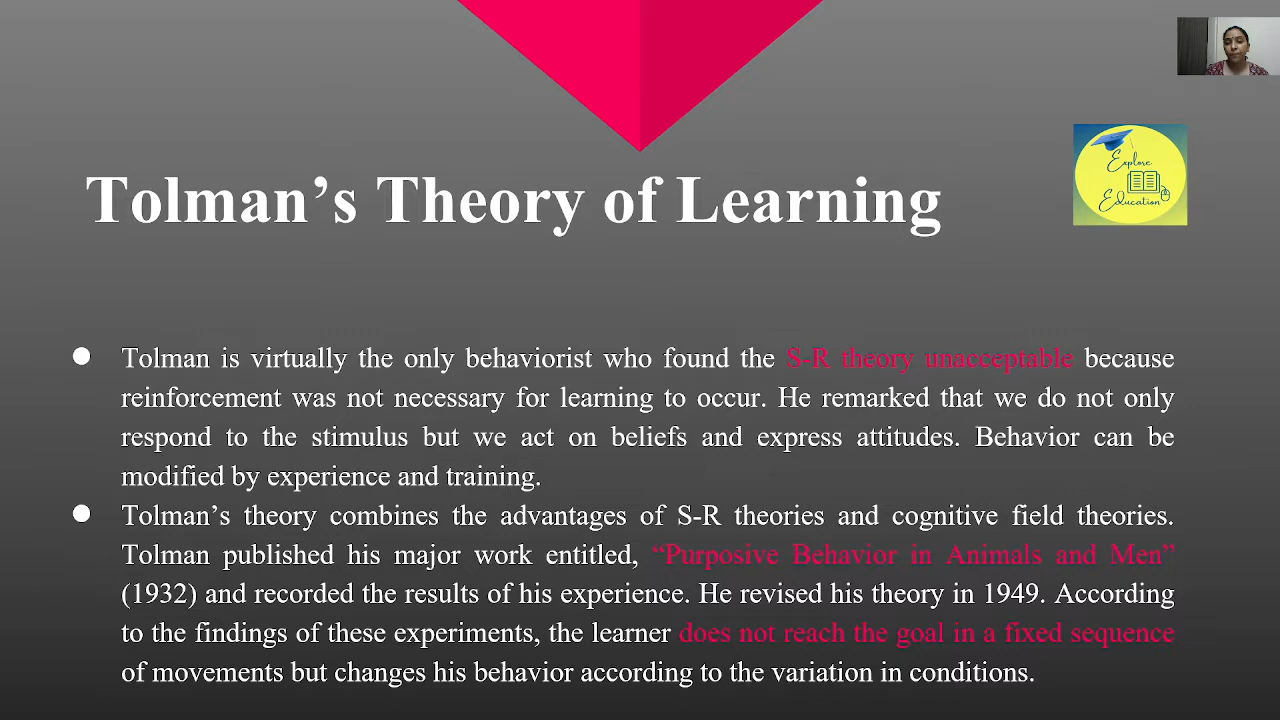 Explore
Education
Tolman’s Theory of Learning
● Tolman is virtually the only behaviorist who found the S-R theory unacceptable because
reinforcement was not necessary for learning to occur. He remarked that we do not only
respond to the stimulus but we act on beliefs and express attitudes. Behavior can be
modified by experience and training.
● Tolman’s theory combines the advantages of S-R theories and cognitive field theories.
Tolman published his major work entitled, “Purposive Behavior in Animals and Men”
(1932) and recorded the results of his experience. He revised his theory in 1949. According
to the findings of these experiments, the learner does not reach the goal in a fixed sequence
of movements but changes his behavior according to the variation in conditions.